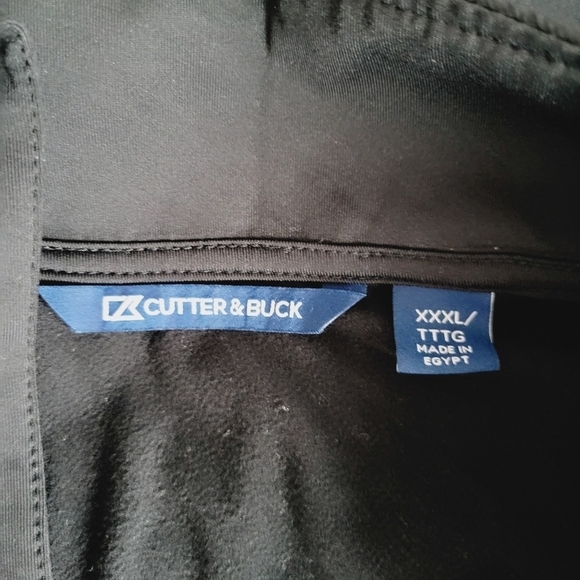 CUTTER & BUCK
XXXL/
TTTG
MADE IN
EGYPT